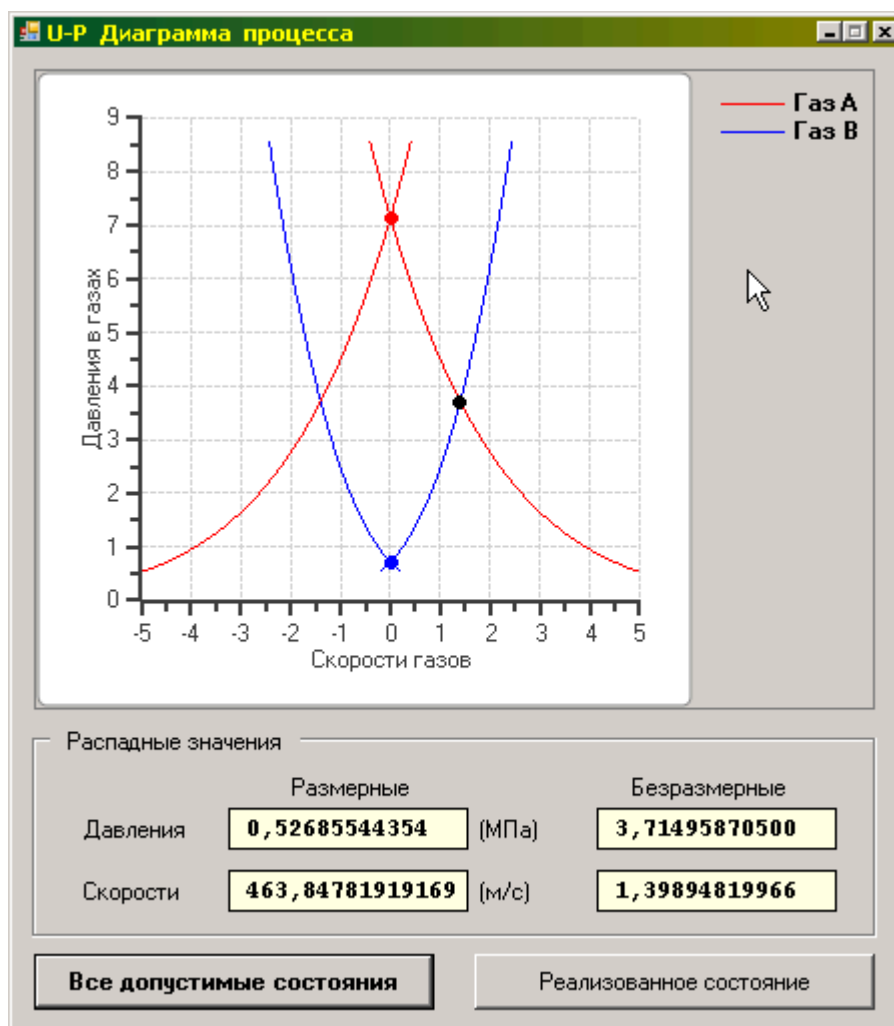 U-P Диаграмма процесса
Газ A
Газ B
9
8
7
6
5
4
3
2
1
0
Давления в газах
-5 -4 -3 -2 -1 0 1 2 3 4 5
Скорости газов
Распадные значения
Размерные Безразмерные
Давления 0,52685544354 (МПа) 3,71495870500
Скорости 463,84781919169 (м/с) 1,39894819966
Все допустимые состояния Реализованное состояние